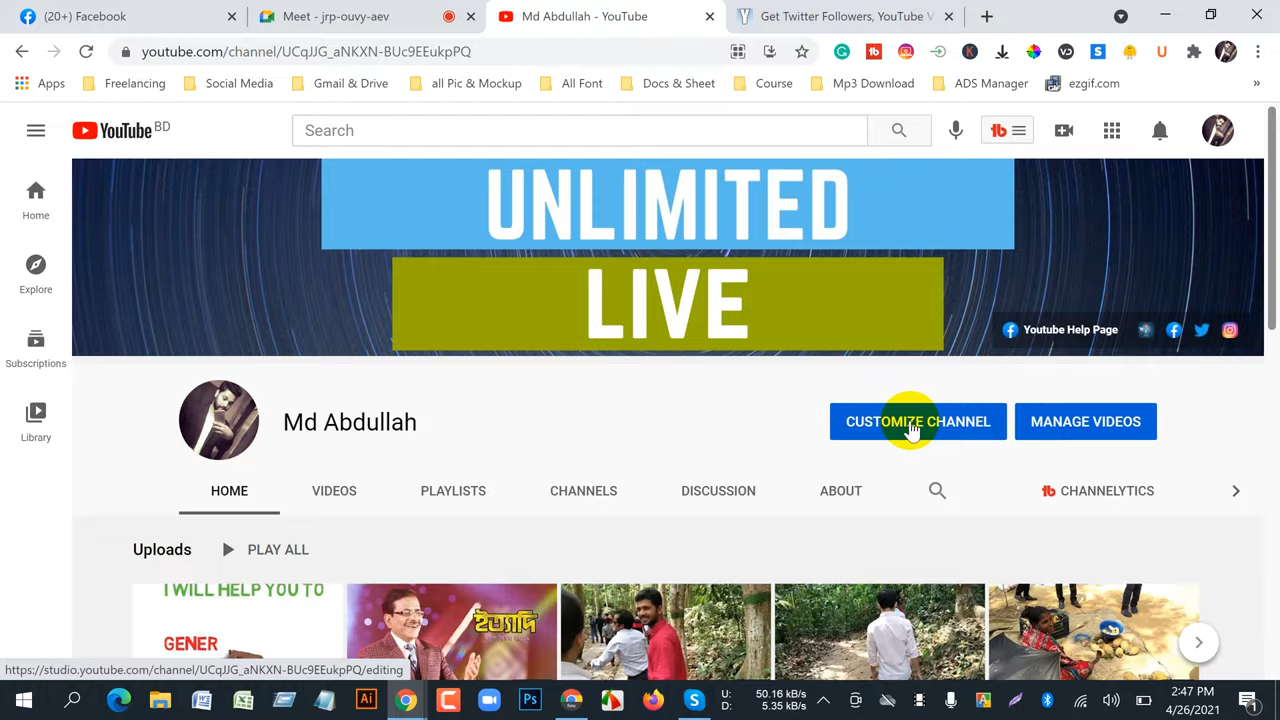 (20+) Facebook
Meet - jrp-ouvy-aev
Md Abdullah - YouTube
Get Twitter Followers, YouTube V
youtube.com/channel/UCqJJG_aNKXN-BUc9EEukpPQ
Apps
Freelancing
Social Media
Gmail & Drive
all Pic & Mockup
All Font
Docs & Sheet
Course
Mp3 Download
ADS Manager
ezgif.com
YouTube BD
Search
Home
Explore
Subscriptions
Library
UNLIMITED
LIVE
Youtube Help Page
Md Abdullah
CUSTOMIZE CHANNEL
MANAGE VIDEOS
HOME
VIDEOS
PLAYLISTS
CHANNELS
DISCUSSION
ABOUT
CHANNELYTICS
Uploads
PLAY ALL
I WILL HELP YOU TO
GENER
ইত্যাদি
https://studio.youtube.com/channel/UCqJJG_aNKXN-BUc9EEukpPQ/editing
U: 50.16 kB/s
D: 5.35 kB/s
2:47 PM
4/26/2021